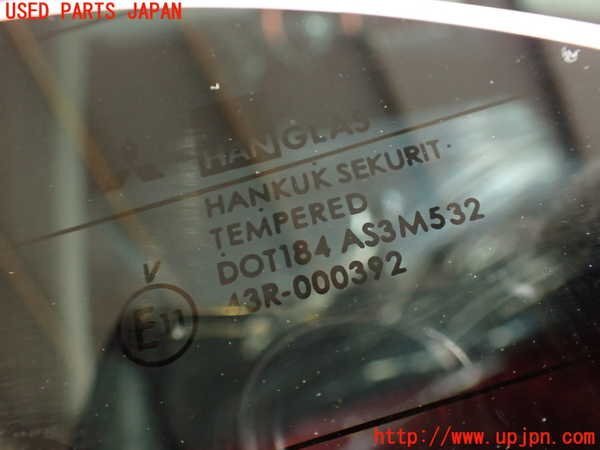 USED PARTS JAPAN
HANGLAS
HANKUK SEKURIT
TEMPERED
DOT184 AS3M532
43R-000392
V
E11
http://www.upjpn.com/